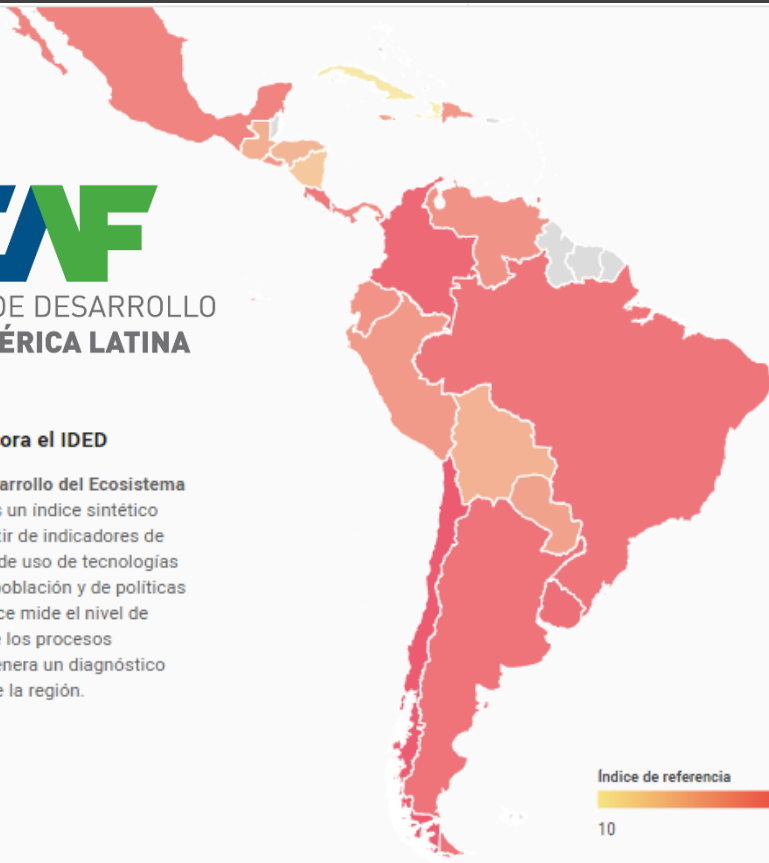 CAF
DE DESARROLLO
ÉRICA LATINA
ora el IDED
arrollo del Ecosistema
s un índice sintético
tir de indicadores de
de uso de tecnologías
población y de políticas
ce mide el nivel de
e los procesos
enera un diagnóstico
e la región.
Índice de referencia
10